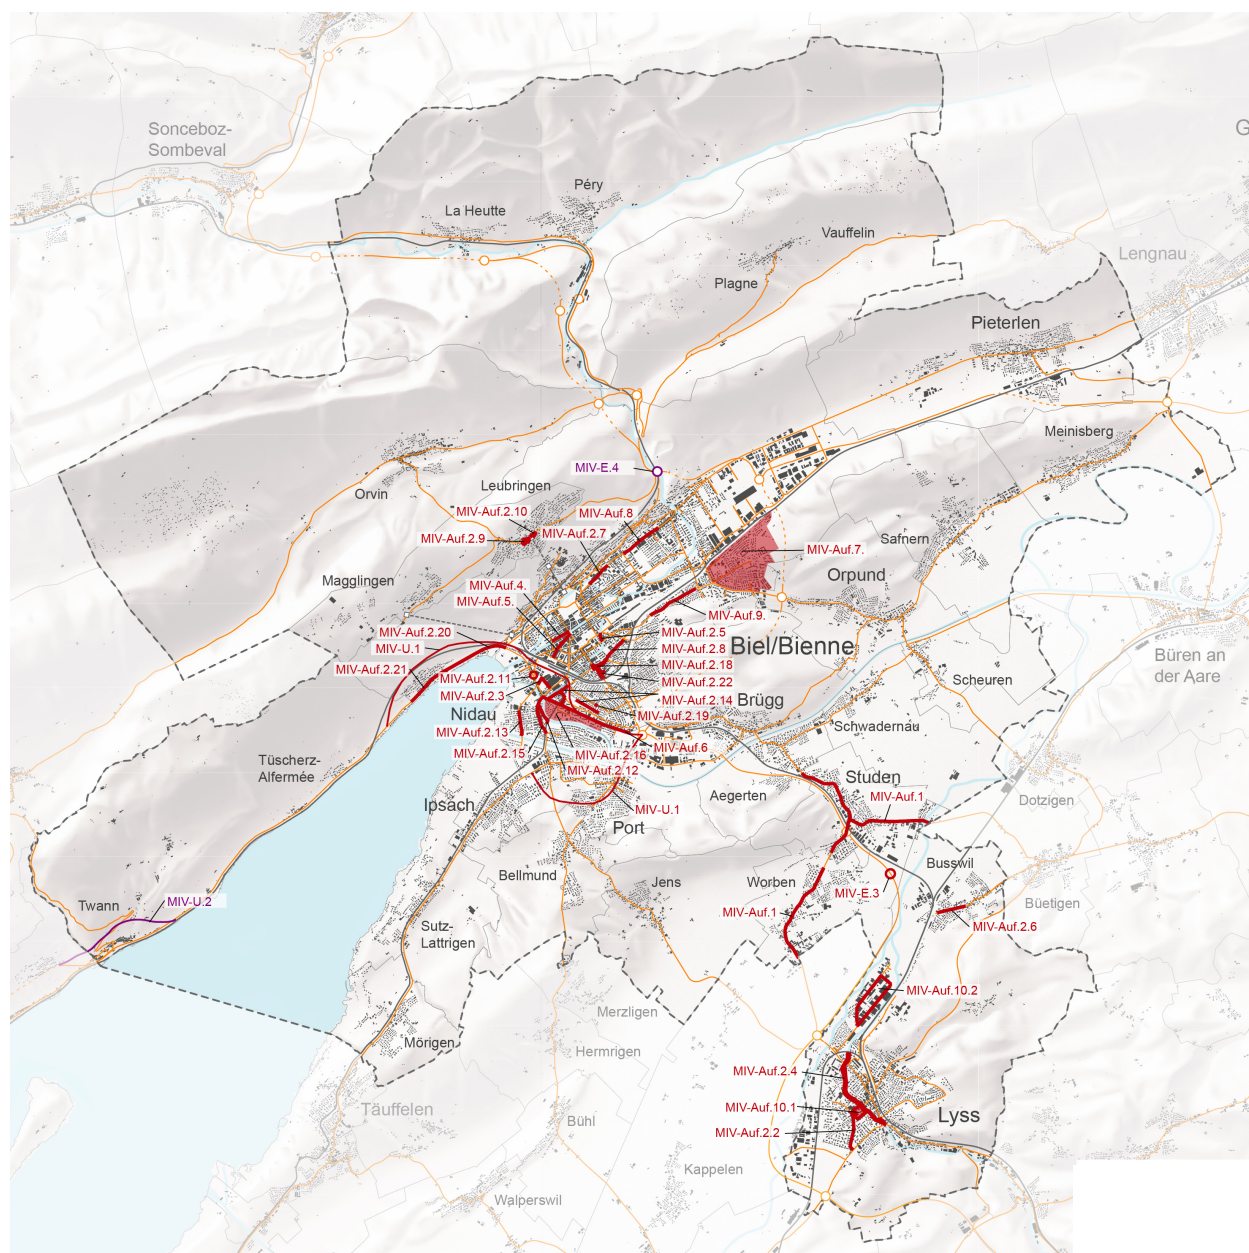 G
Sonceboz-
Sombeval
Péry
La Heutte
Vauffelin
Lengnau
Plagne
Pieterlen
Meinisberg
MIV-E.4
Leubringen
Orvin
MIV-Auf.2.10
MIV-Auf.8
MIV-Auf.2.7
MIV-Auf.2.9
Safnern
MIV-Auf.7.
Magglingen
Orpund
MIV-Auf.4.
MIV-Auf.5.
MIV-Auf.9.
MIV-Auf.2.20
MIV-Auf.2.5
MIV-U.1
MIV-Auf.2.8
Biel/Bienne
Büren an
der Aare
MIV-Auf.2.21
MIV-Auf.2.18
MIV-Auf.2.11
MIV-Auf.2.22
Scheuren
MIV-Auf.2.3
MIV-Auf.2.14
Brügg
Nidau
MIV-Auf.2.19
Schwadernau
MIV-Auf.2.13
MIV-Auf.6
MIV-Auf.2.15
MIV-Auf.2.16
Tüscherz-
Alfermée
MIV-Auf.2.12
Studen
Aegerten
MIV-Auf.1
Dotzigen
Ipsach
MIV-U.1
Port
Busswil
Bellmund
Jens
Worben
MIV-E.3
Twann
MIV-U.2
Büetigen
MIV-Auf.1
Sutz-
Lattrigen
MIV-Auf.2.6
MIV-Auf.10.2
Merzligen
Mörigen
Hermrigen
MIV-Auf.2.4
Täuffelen
MIV-Auf.10.1
Lyss
Bühl
MIV-Auf.2.2
Kappelen
Walperswil